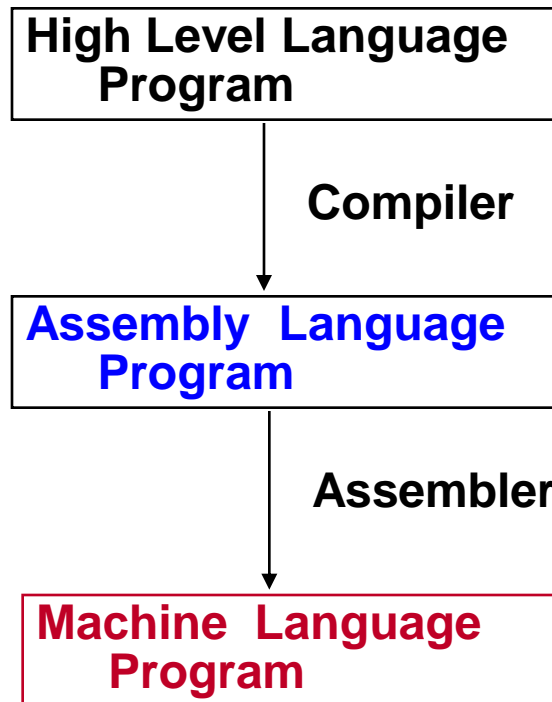 High Level Language
Program
Compiler
Assembly Language
Program
Assembler
Machine Language
Program